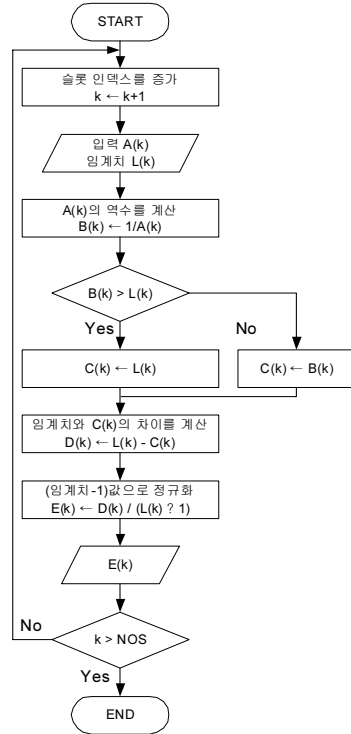 START
슬롯 인덱스를 증가
k ← k+1
입력 A(k)
임계치 L(k)
A(k)의 역수를 계산
B(k) ← 1/A(k)
B(k) > L(k)
Yes
No
C(k) ← L(k)
C(k) ← B(k)
임계치와 C(k)의 차이를 계산
D(k) ← L(k) - C(k)
(임계치-1)값으로 정규화
E(k) ← D(k) / (L(k) ? 1)
E(k)
No
k > NOS
Yes
END